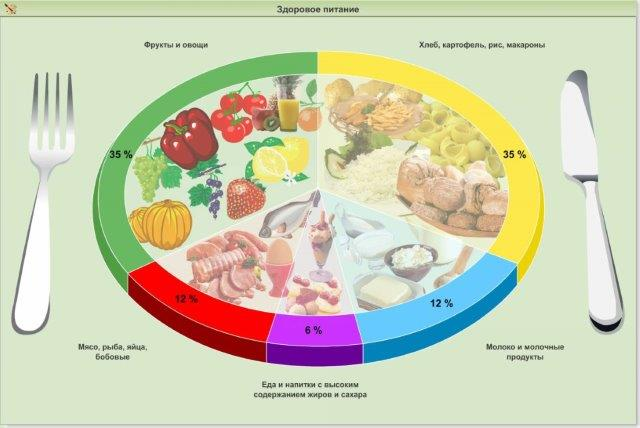 Здоровое питание
Фрукты и овощи
Хлеб, картофель, рис, макароны
35 %
35 %
12 %
12 %
6 %
Мясо, рыба, яйца,
бобовые
Молоко и молочные
продукты
Еда и напитки с высоким
содержанием жиров и сахара